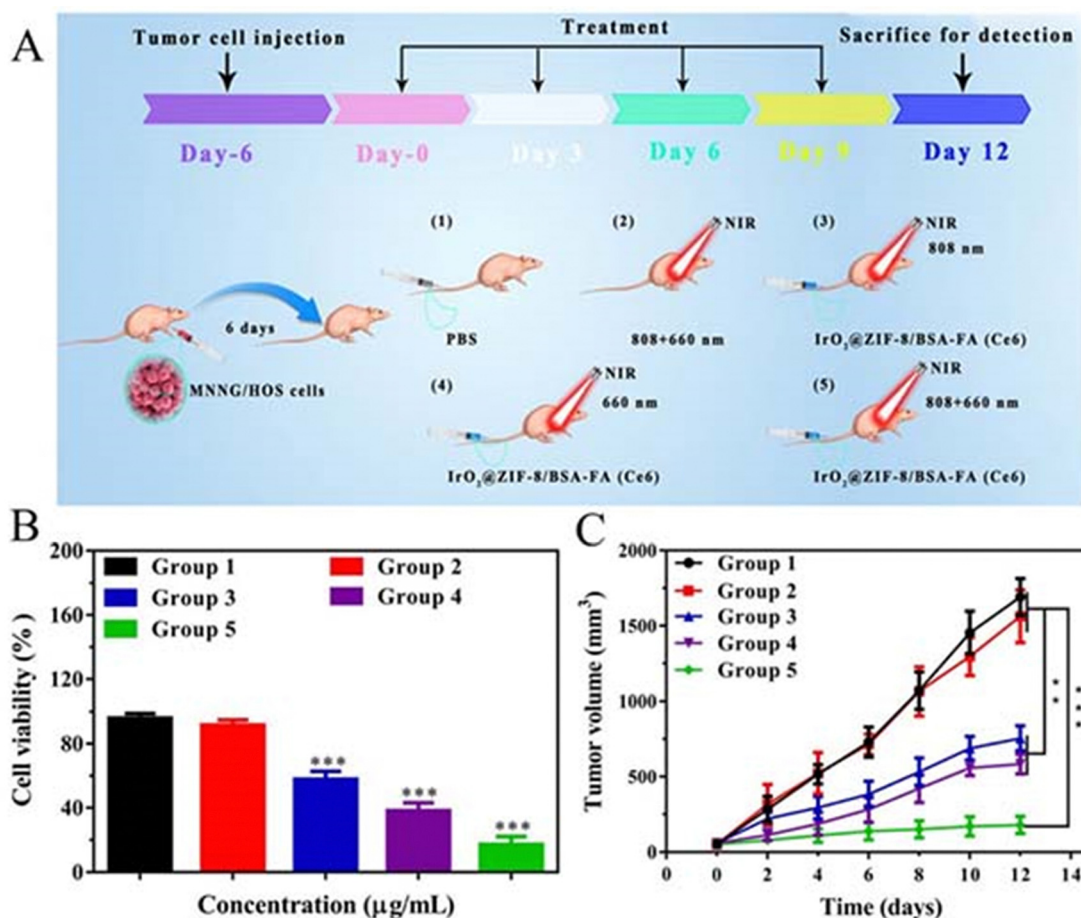 A
Tumor cell injection
Treatment
Sacrifice for detection
Day-6
Day-0
Day 3
Day 6
Day 9
Day 12
(1)
(2)
(3)
NIR
NIR
808 nm
6 days
PBS
808+660 nm
IrO₂@ZIF-8/BSA-FA (Ce6)
MNNG/HOS cells
(4)
(5)
NIR
NIR
660 nm
808+660 nm
IrO₂@ZIF-8/BSA-FA (Ce6)
IrO₂@ZIF-8/BSA-FA (Ce6)
B
Cell viability (%)
200
160
120
80
40
0
Group 1
Group 2
Group 3
Group 4
Group 5
***
***
***
Concentration (μg/mL)
C
Tumor volume (mm³)
2000
1500
1000
500
0
Group 1
Group 2
Group 3
Group 4
Group 5
**
***
0 2 4 6 8 10 12 14
Time (days)